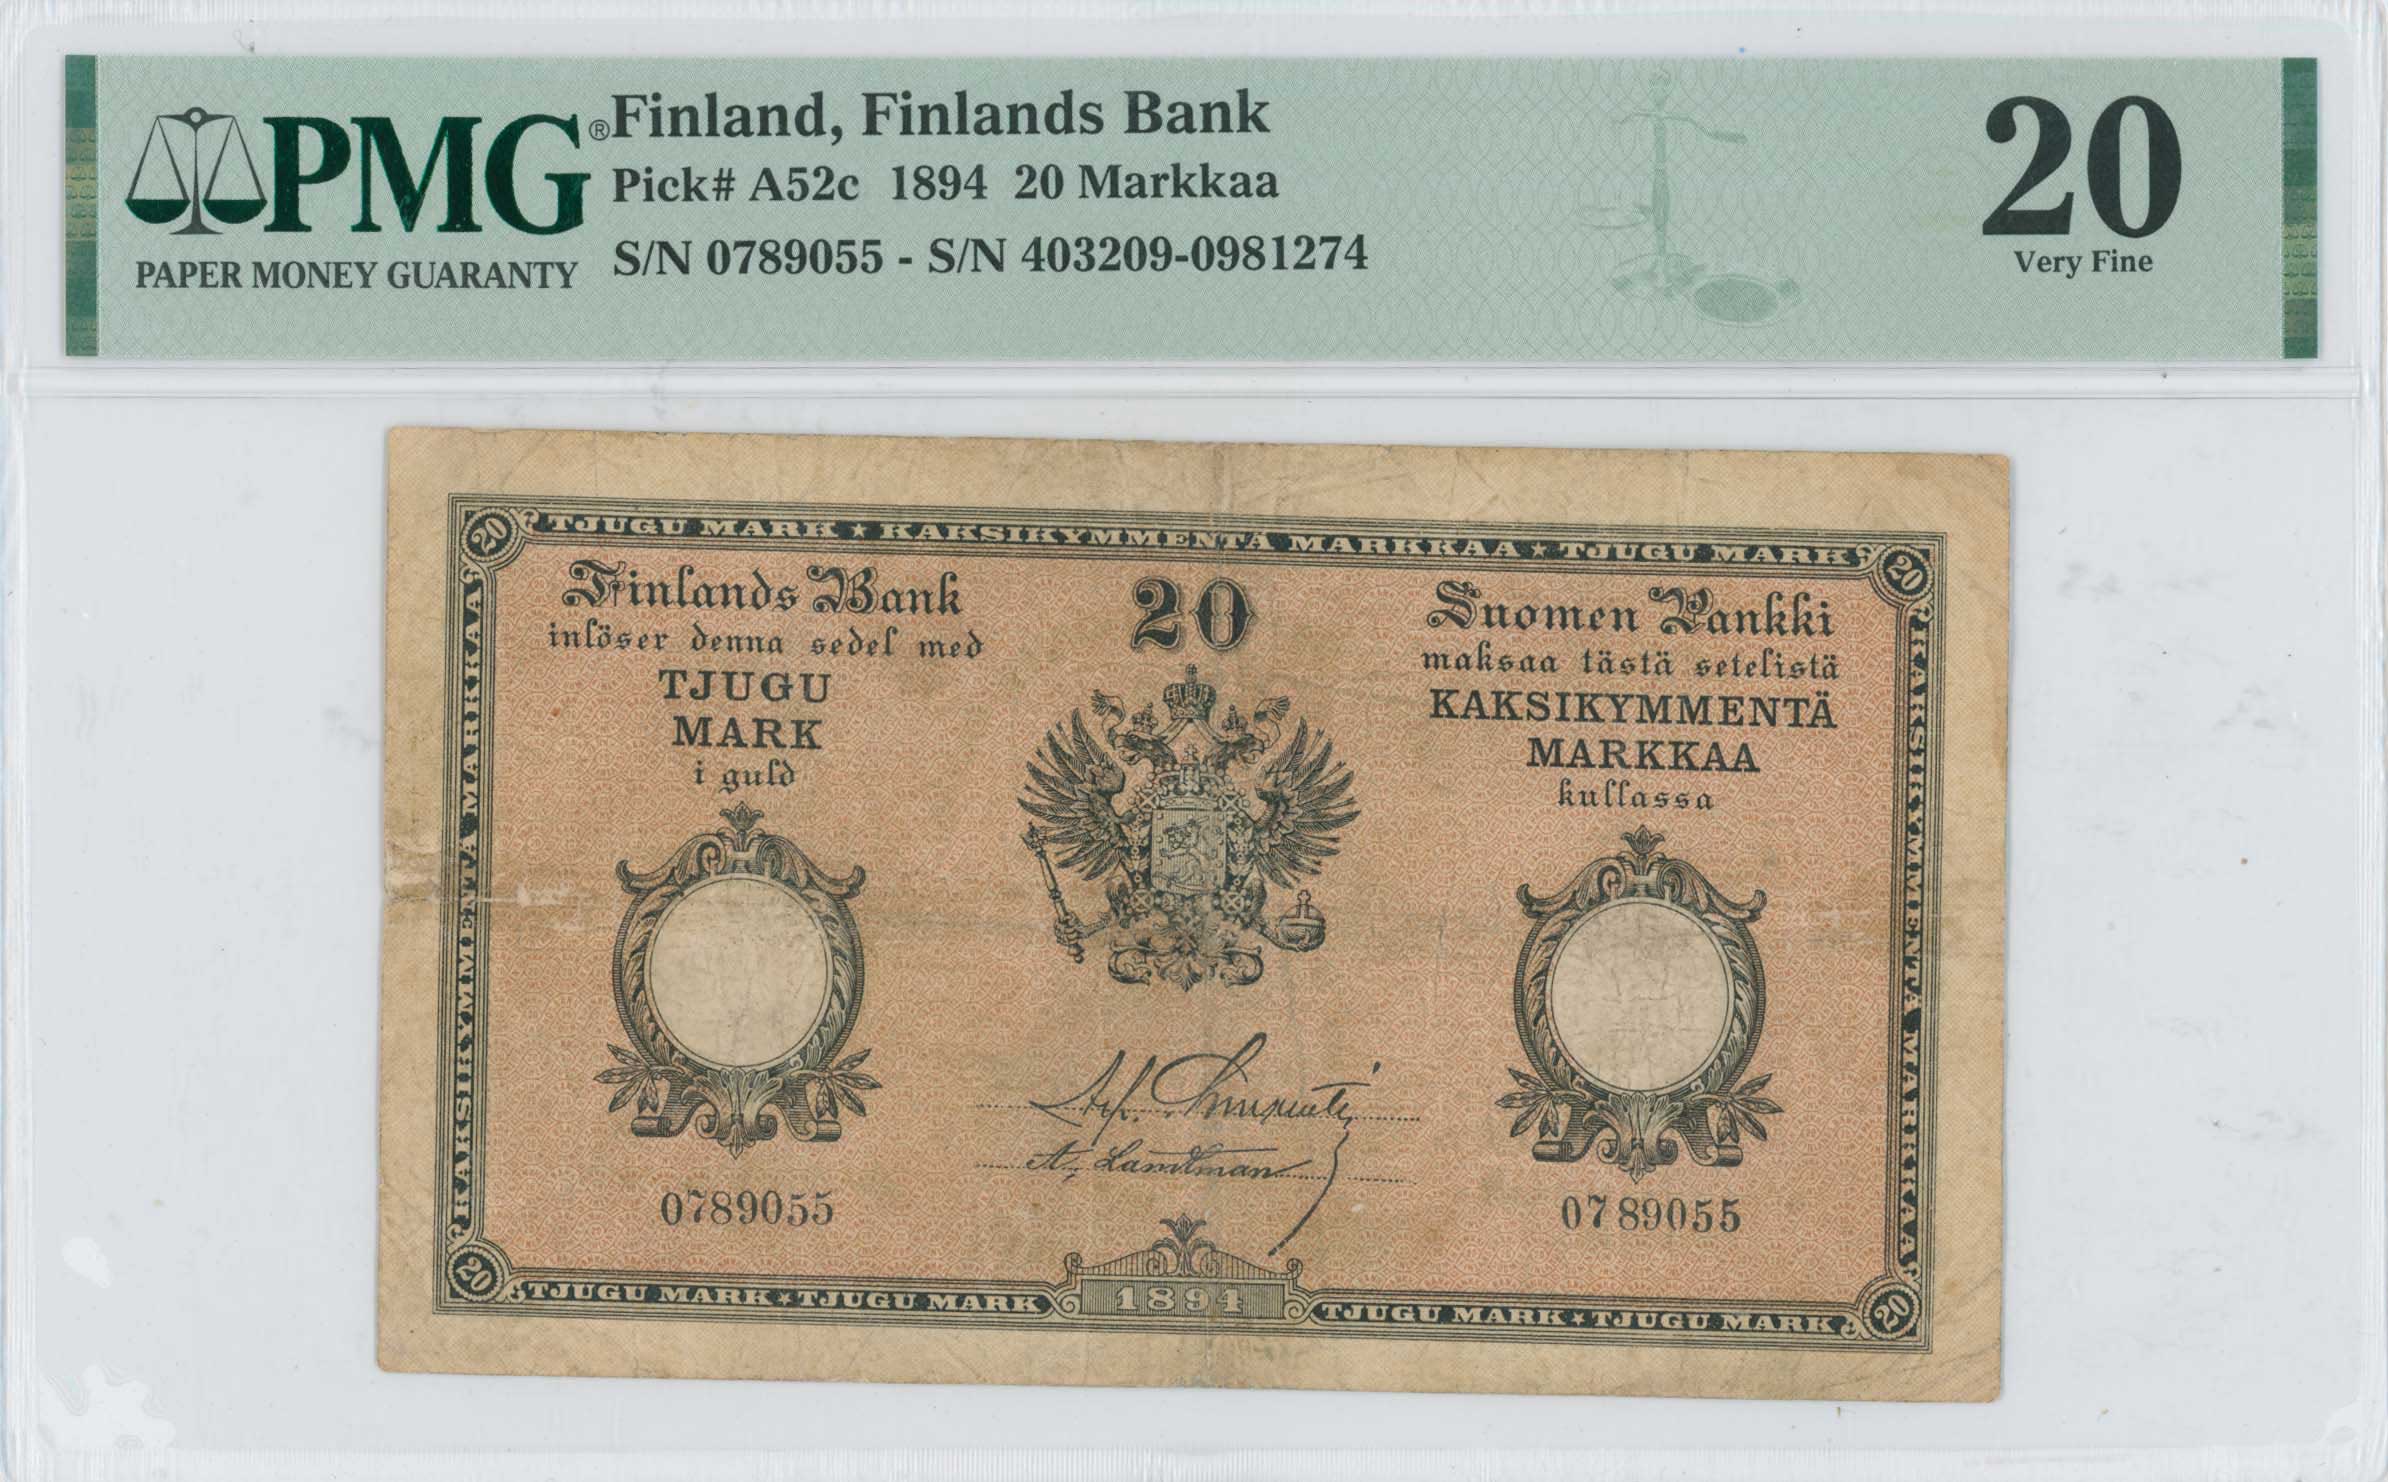 PMG®
PAPER MONEY GUARANTY
Finland, Finlands Bank
Pick# A52c 1894 20 Markkaa
S/N 0789055 - S/N 403209-0981274
20
Very Fine
20 TJUGU MARK ★ KAKSIKYMMENTÄ MARKKAA ★ TJUGU MARK 20
KAKSIKYMMENTÄ MARKKAA
KAKSIKYMMENTÄ MARKKAA
Finlands Bank
inlöser denna sedel med
TJUGU
MARK
i guld
20
Suomen Pankki
maksaa tästä setelistä
KAKSIKYMMENTÄ
MARKKAA
kullassa
A. Landtman
0789055
0789055
20 TJUGU MARK ★ TJUGU MARK 1894 TJUGU MARK ★ TJUGU MARK 20